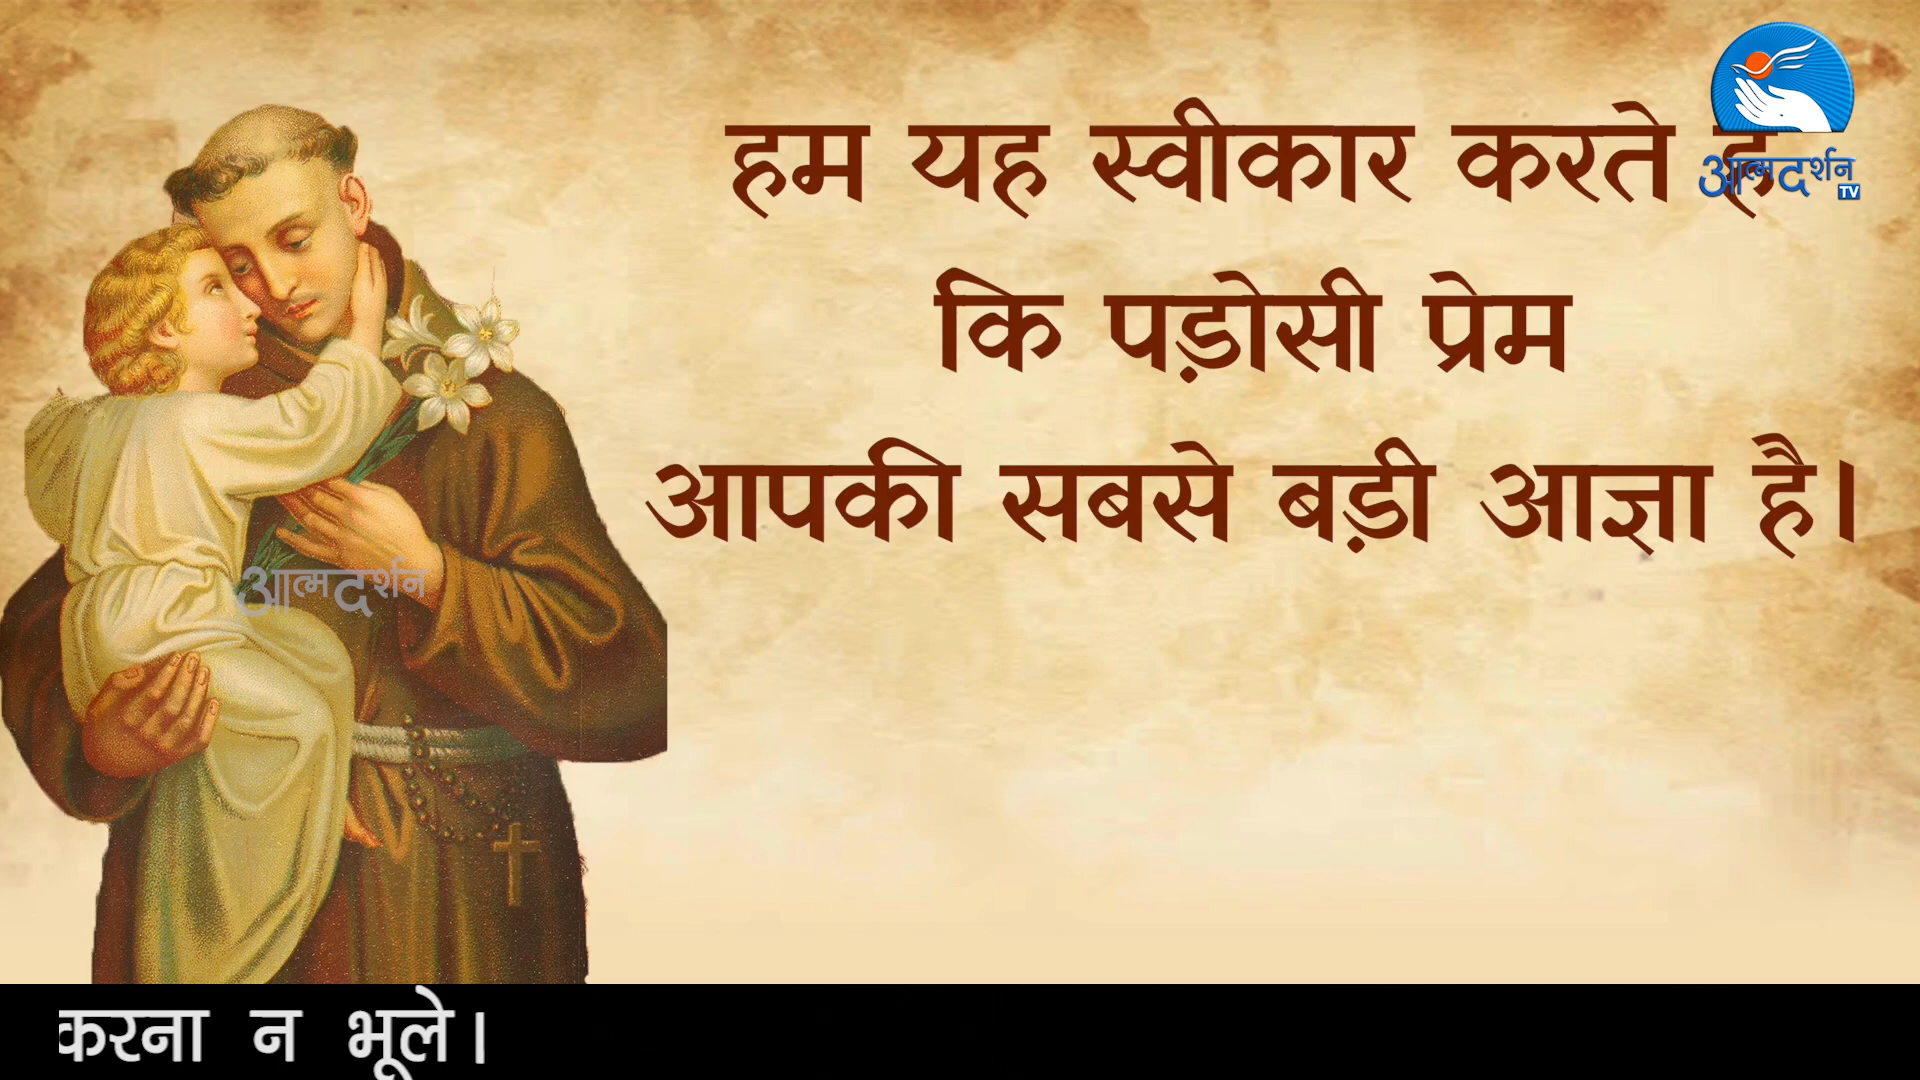 हम यह स्वीकार करते
कि पड़ोसी प्रेम
आपकी सबसे बड़ी आज्ञा है।
आत्मदर्शन
TV
आत्मदर्शन
करना न भूले।